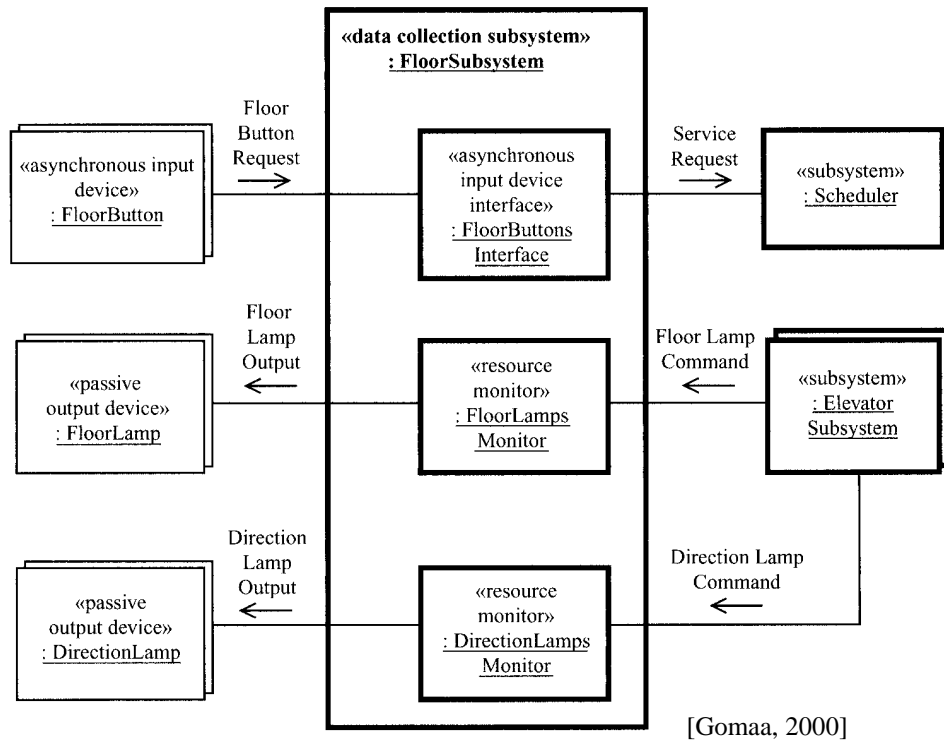 «data collection subsystem»
: FloorSubsystem
Floor
Button
Request
«asynchronous input
device»
: FloorButton
«asynchronous
input device
interface»
: FloorButtons
Interface
Service
Request
«subsystem»
: Scheduler
Floor
Lamp
Output
«passive
output device»
: FloorLamp
«resource
monitor»
: FloorLamps
Monitor
Floor Lamp
Command
«subsystem»
: Elevator
Subsystem
Direction
Lamp
Output
«passive
output device»
: DirectionLamp
«resource
monitor»
: DirectionLamps
Monitor
Direction Lamp
Command
[Gomaa, 2000]